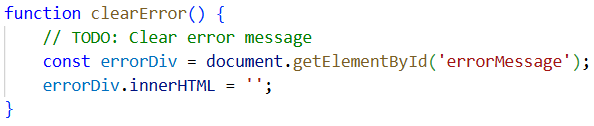 function clearError() {
    // TODO: Clear error message
    const errorDiv = document.getElementById('errorMessage');
    errorDiv.innerHTML = '';
}